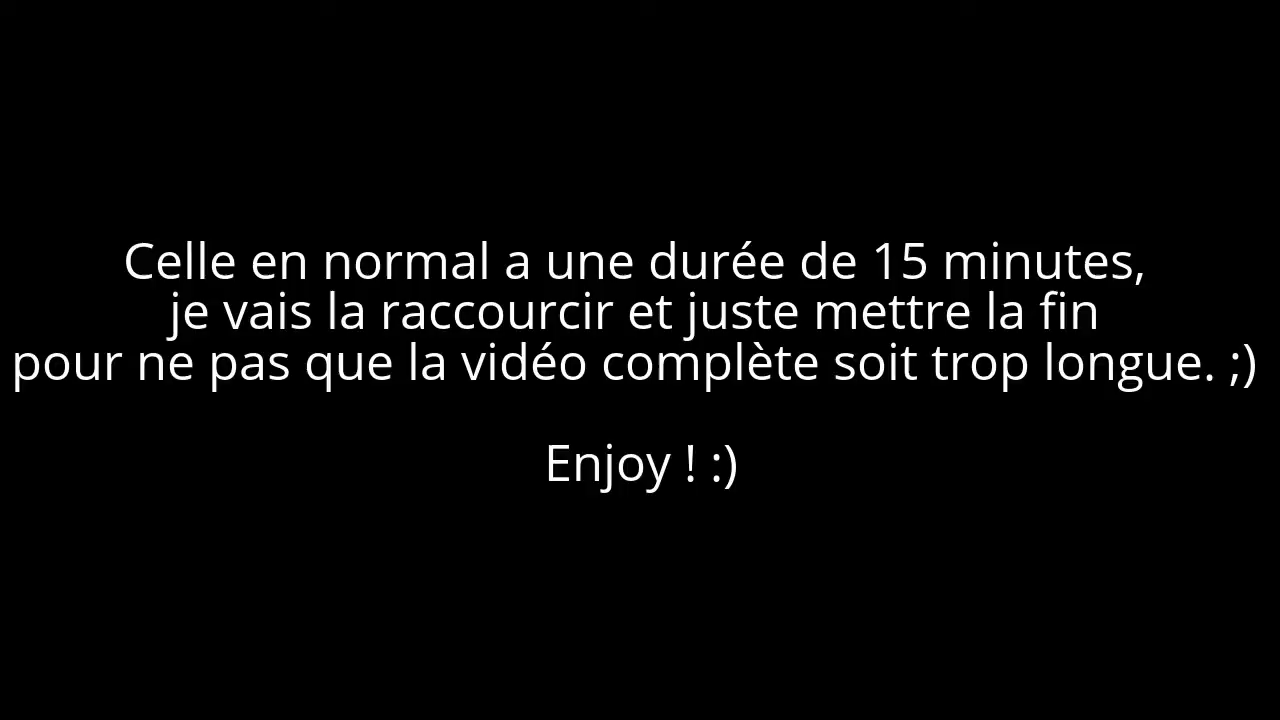 Celle en normal a une durée de 15 minutes,
je vais la raccourcir et juste mettre la fin
pour ne pas que la vidéo complète soit trop longue. ;)
Enjoy ! :)